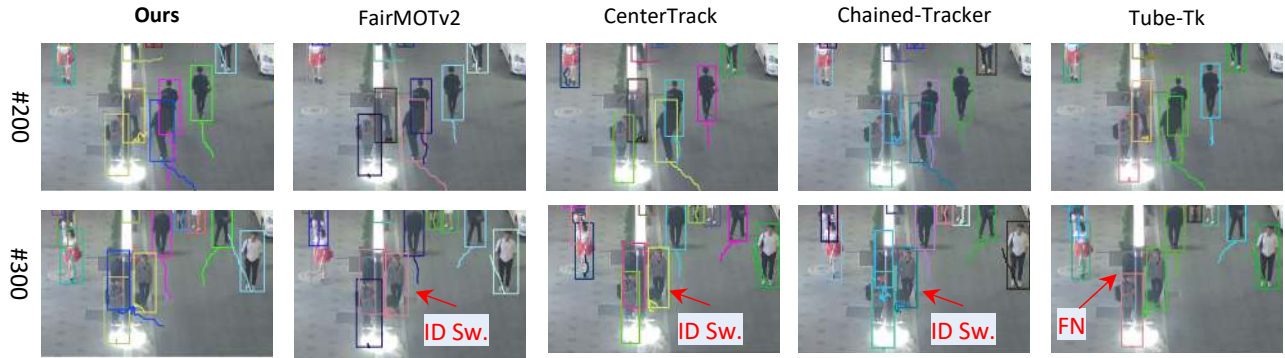 Ours FairMOTv2 CenterTrack Chained-Tracker Tube-Tk
#200
#300
ID Sw. ID Sw. ID Sw. FN